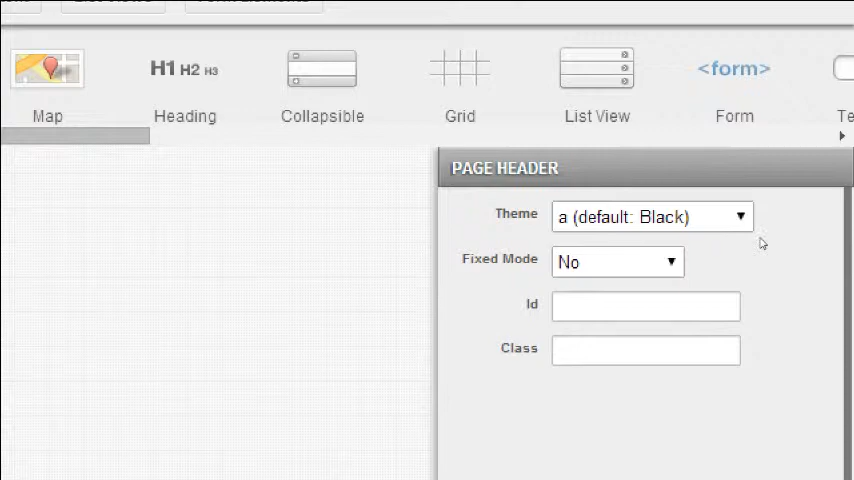 H1 H2 H3
<form>
Map
Heading
Collapsible
Grid
List View
Form
PAGE HEADER
Theme
a (default: Black)
Fixed Mode
No
Id
Class